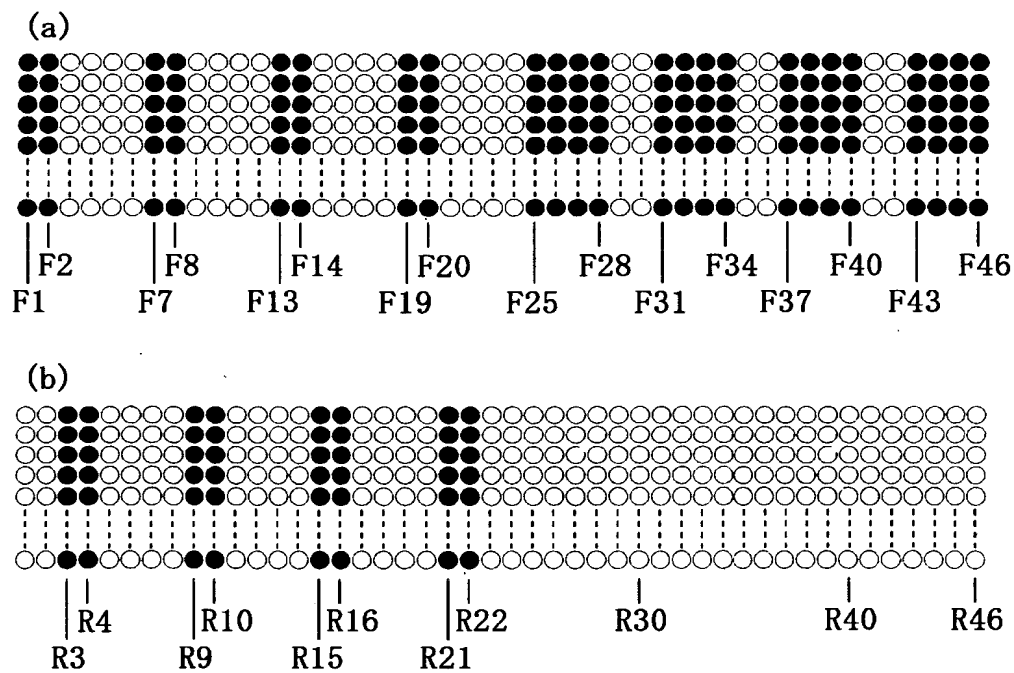 (a)
F2 F8 F14 F20 F28 F34 F40 F46
F1 F7 F13 F19 F25 F31 F37 F43
(b)
R4 R10 R16 R22 R30 R40 R46
R3 R9 R15 R21